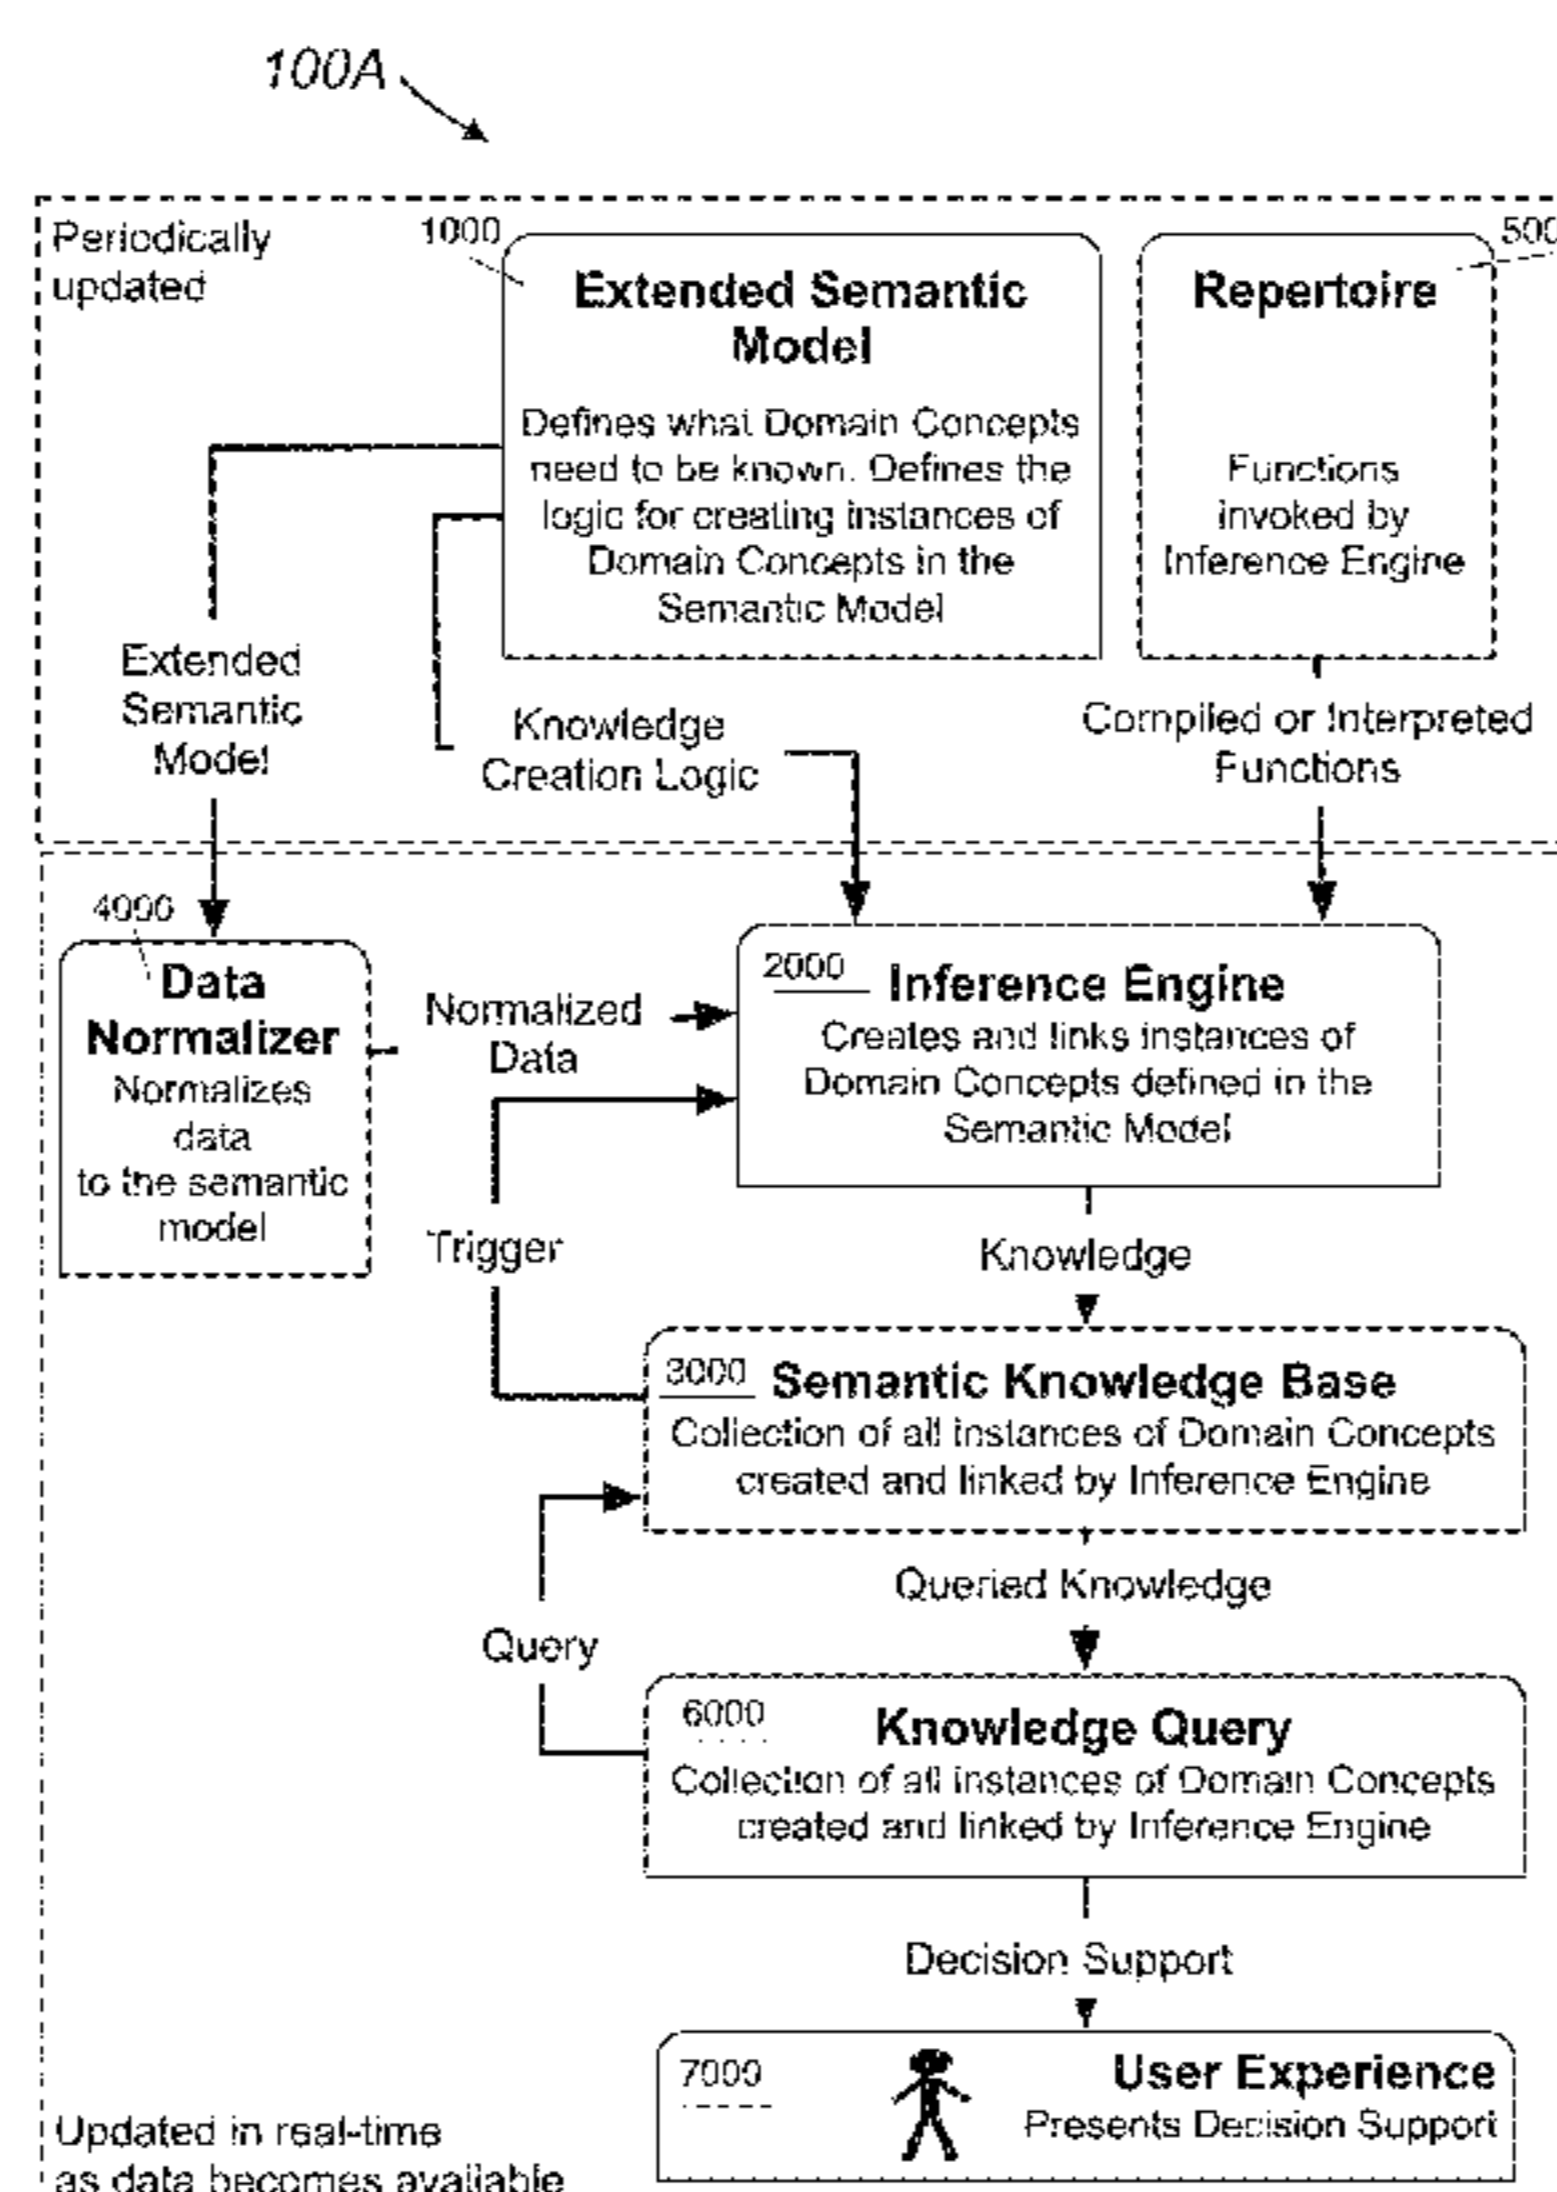 100A
Periodically
updated
1000
Extended Semantic
Model
Defines what Domain Concepts
need to be known. Defines the
logic for creating instances of
Domain Concepts in the
Semantic Model
500
Repertoire
Functions
invoked by
Inference Engine
Extended
Semantic
Model
Knowledge
Creation Logic
Compiled or Interpreted
Functions
4000
Data
Normalizer
Normalizes
data
to the semantic
model
Normalized
Data
2000
Inference Engine
Creates and links instances of
Domain Concepts defined in the
Semantic Model
Trigger
Knowledge
3000
Semantic Knowledge Base
Collection of all instances of Domain Concepts
created and linked by Inference Engine
Queried Knowledge
Query
6000
Knowledge Query
Collection of all instances of Domain Concepts
created and linked by Inference Engine
Decision Support
7000
User Experience
Presents Decision Support
Updated in real-time
as data becomes available